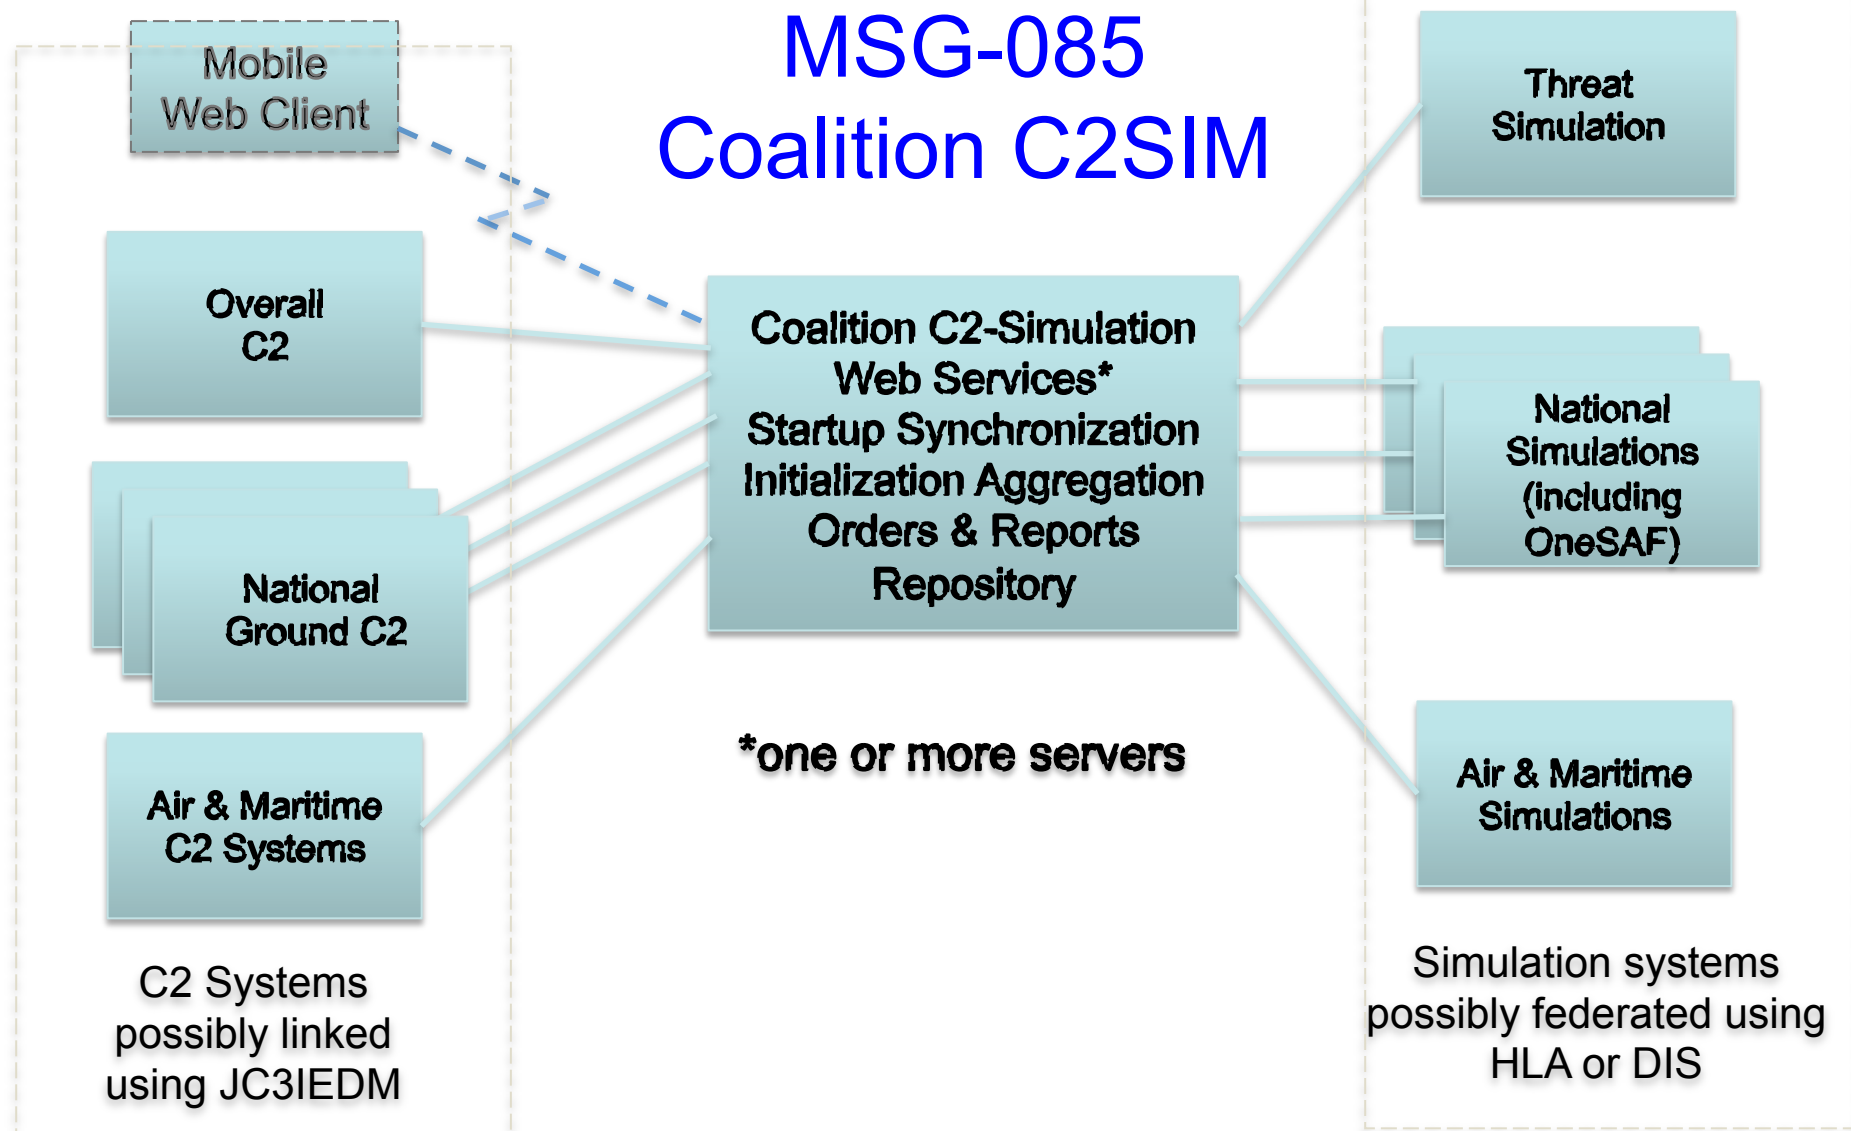 MSG-085
Coalition C2SIM
Mobile
Web Client
Overall
C2
National
Ground C2
Air & Maritime
C2 Systems
C2 Systems
possibly linked
using JC3IEDM
Coalition C2-Simulation
Web Services*
Startup Synchronization
Initialization Aggregation
Orders & Reports
Repository
*one or more servers
Threat
Simulation
National
Simulations
(including
OneSAF)
Air & Maritime
Simulations
Simulation systems
possibly federated using
HLA or DIS